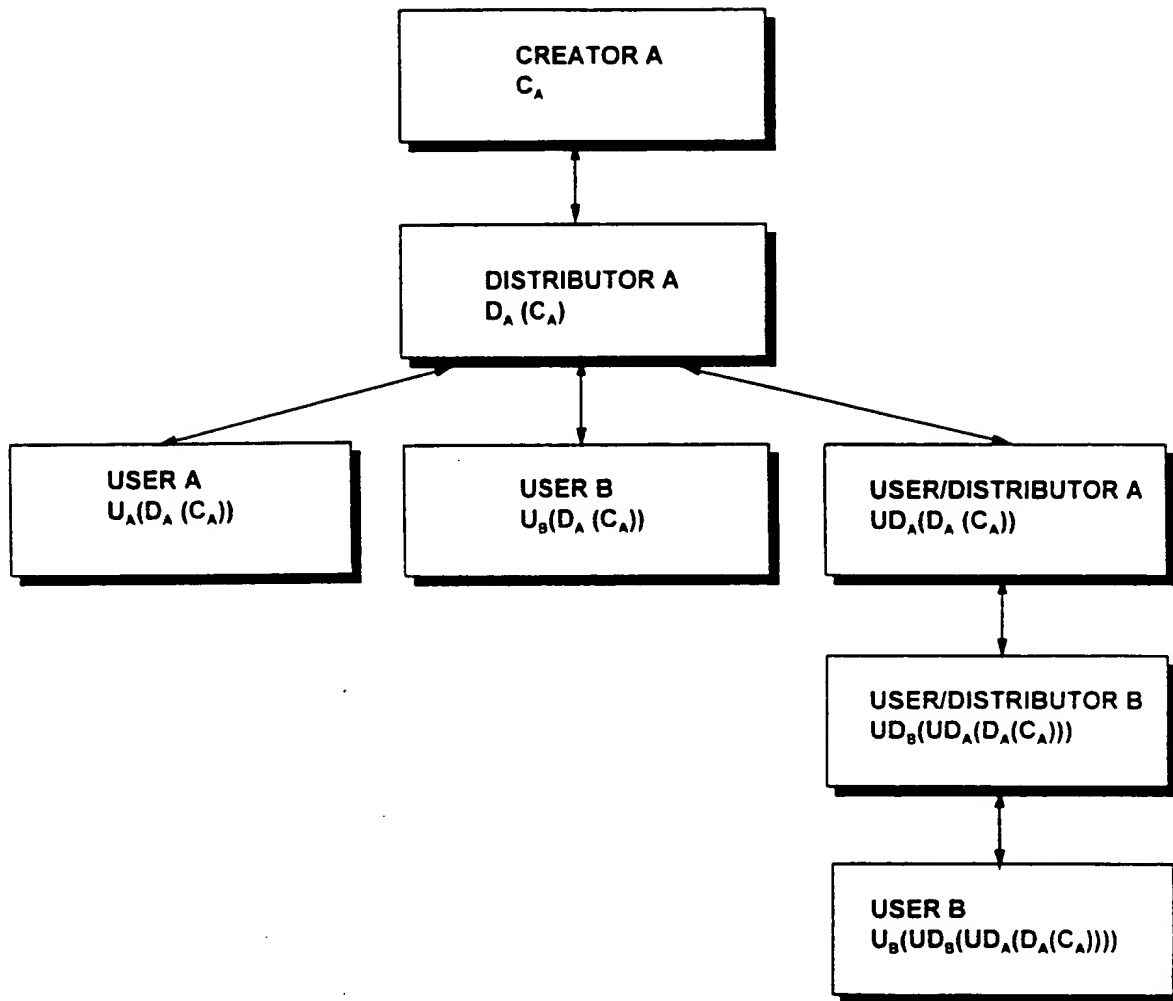 CREATOR A
C_A
DISTRIBUTOR A
D_A (C_A)
USER A
U_A(D_A (C_A))
USER B
U_B(D_A (C_A))
USER/DISTRIBUTOR A
UD_A(D_A (C_A))
USER/DISTRIBUTOR B
UD_B(UD_A(D_A(C_A)))
USER B
U_B(UD_B(UD_A(D_A(C_A))))